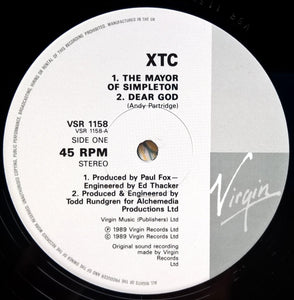 XTC
1. THE MAYOR
OF SIMPLETON
2. DEAR GOD
(Andy Partridge)
VSR 1158
VSR 1158-A
SIDE ONE
45 RPM
STEREO
1. Produced by Paul Fox—
Engineered by Ed Thacker
2. Produced & Engineered by
Todd Rundgren for Alchemedia
Productions Ltd
Virgin Music (Publishers) Ltd
℗ 1989 Virgin Records Ltd
© 1989 Virgin Records Ltd
Original sound recording
made by Virgin
Records
Ltd
Virgin